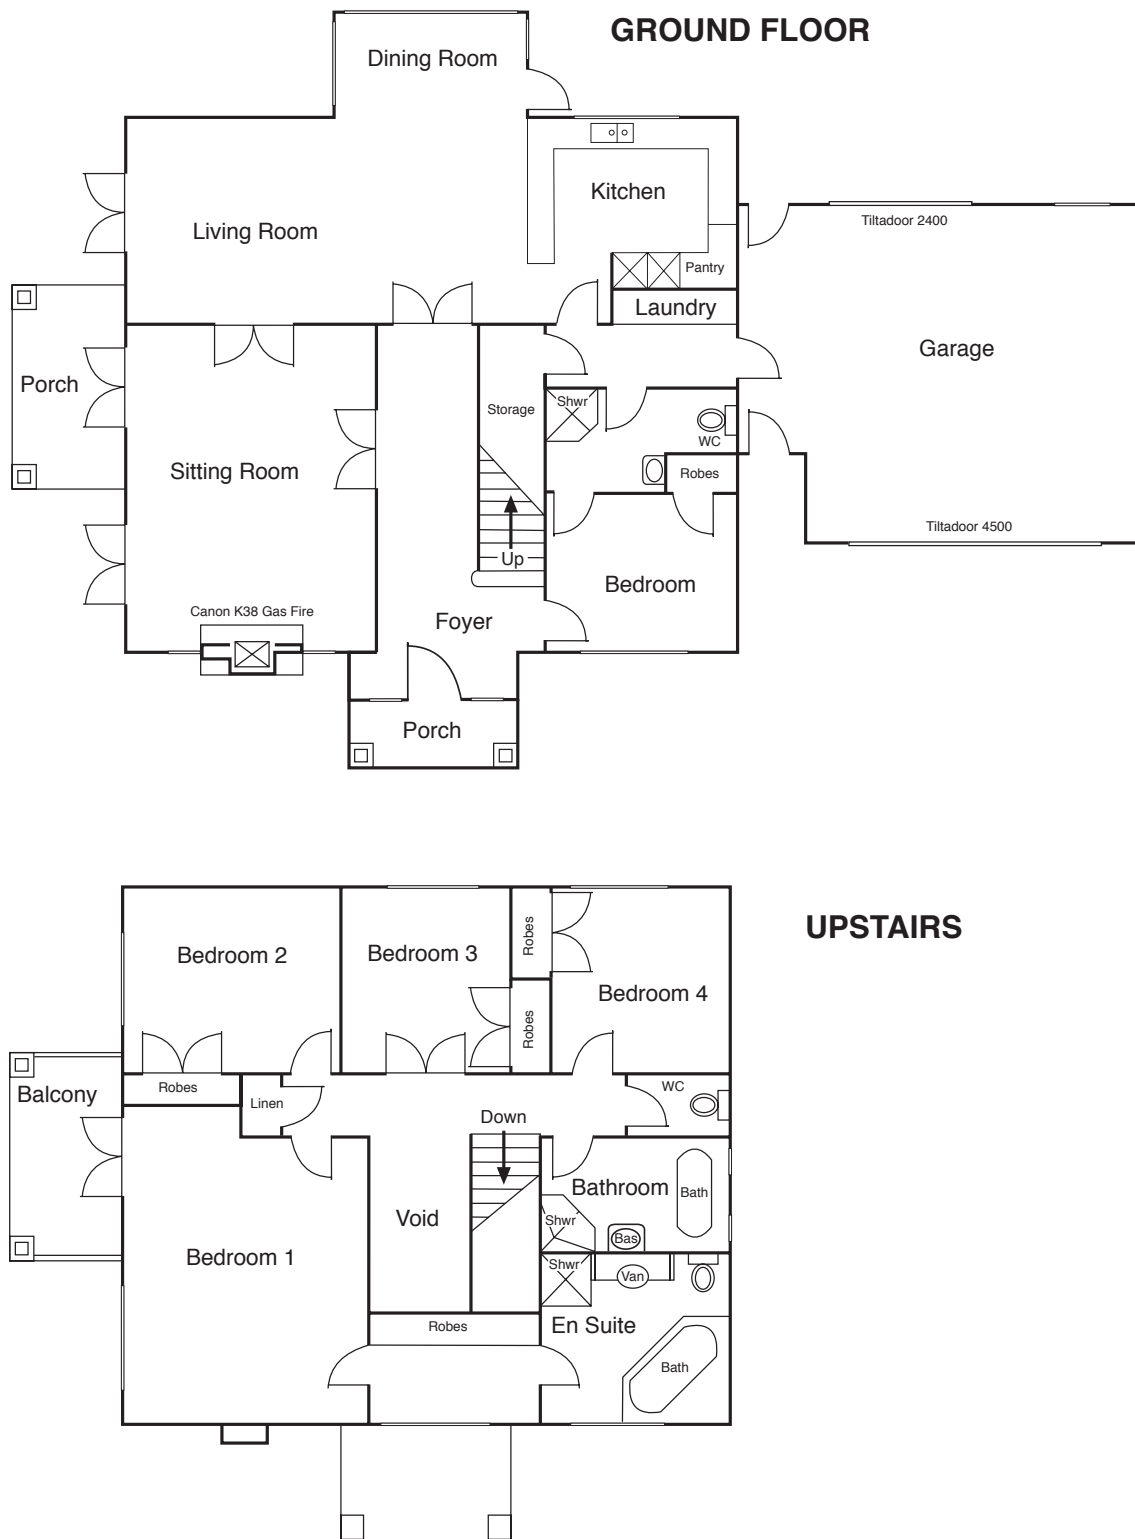 GROUND FLOOR
Dining Room
Kitchen
Living Room
Tiltadoor 2400
Pantry
Laundry
Garage
Porch
Shwr
Storage
WC
Sitting Room
Robes
Tiltadoor 4500
Up
Bedroom
Canon K38 Gas Fire
Foyer
Porch
UPSTAIRS
Bedroom 2
Bedroom 3
Robes
Bedroom 4
Robes
Balcony
Robes
Linen
WC
Down
Bathroom
Bath
Void
Shwr
Bas
Bedroom 1
Shwr
Van
Robes
En Suite
Bath